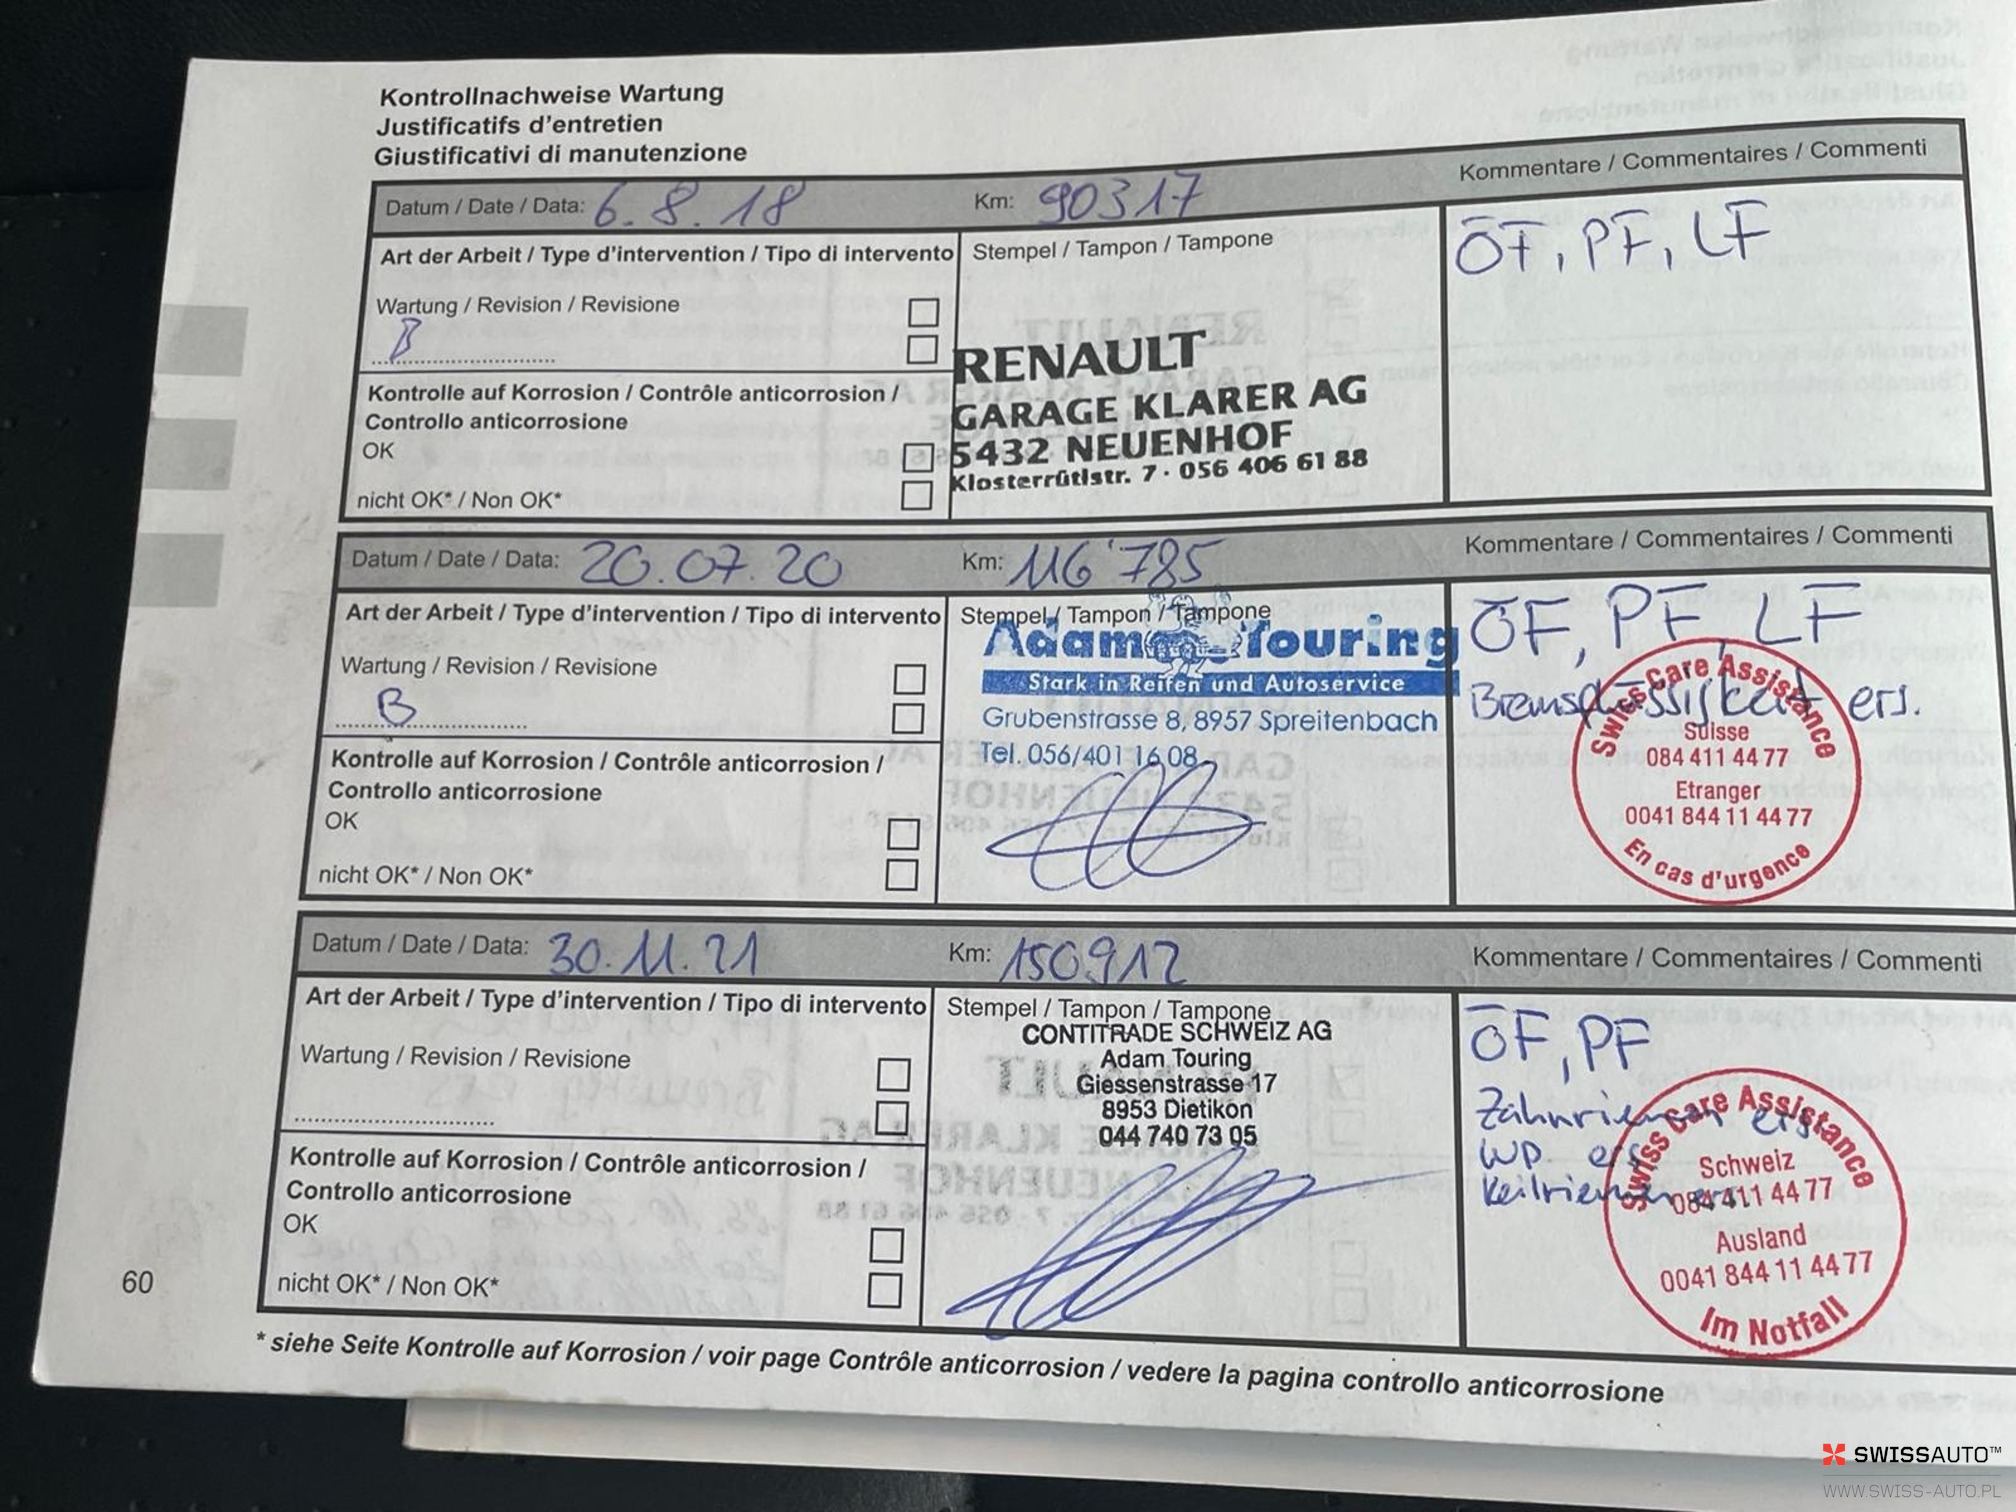 Kontrollnachweise Wartung
Justificatifs d'entretien
Giustificativi di manutenzione
Datum / Date / Data: 6.8.18 Km: 90317 Kommentare / Commentaires / Commenti
Art der Arbeit / Type d'intervention / Tipo di intervento
Stempel / Tampon / Tampone
ÖF, PF, LF
Wartung / Revision / Revisione
B
RENAULT
GARAGE KLARER AG
5432 NEUENHOF
Klosterrütistr. 7 · 056 406 61 88
Kontrolle auf Korrosion / Contrôle anticorrosion /
Controllo anticorrosione
OK
nicht OK* / Non OK*
Datum / Date / Data: 20.07.20 Km: 116'785 Kommentare / Commentaires / Commenti
Art der Arbeit / Type d'intervention / Tipo di intervento
Stempel / Tampon / Tampone
Adam Touring
Stark in Reifen und Autoservice
Grubenstrasse 8, 8957 Spreitenbach
Tel. 056/401 16 08
ÖF, PF, LF
Bremsflüssigkeit ers.
Swiss Care Assistance
Suisse
084 411 44 77
Etranger
0041 844 11 44 77
En cas d'urgence
Wartung / Revision / Revisione
B
Kontrolle auf Korrosion / Contrôle anticorrosion /
Controllo anticorrosione
OK
nicht OK* / Non OK*
Datum / Date / Data: 30.11.21 Km: 150912 Kommentare / Commentaires / Commenti
Art der Arbeit / Type d'intervention / Tipo di intervento
Stempel / Tampon / Tampone
CONTITRADE SCHWEIZ AG
Adam Touring
Giessenstrasse 17
8953 Dietikon
044 740 73 05
ÖF, PF
Zahnriemen ers
WP. ers
Keilriemen ers
Swiss Care Assistance
Schweiz
084 411 44 77
Ausland
0041 844 11 44 77
Im Notfall
Wartung / Revision / Revisione
Kontrolle auf Korrosion / Contrôle anticorrosion /
Controllo anticorrosione
OK
nicht OK* / Non OK*
60
* siehe Seite Kontrolle auf Korrosion / voir page Contrôle anticorrosion / vedere la pagina controllo anticorrosione
SWISSAUTO™
WWW.SWISS-AUTO.PL